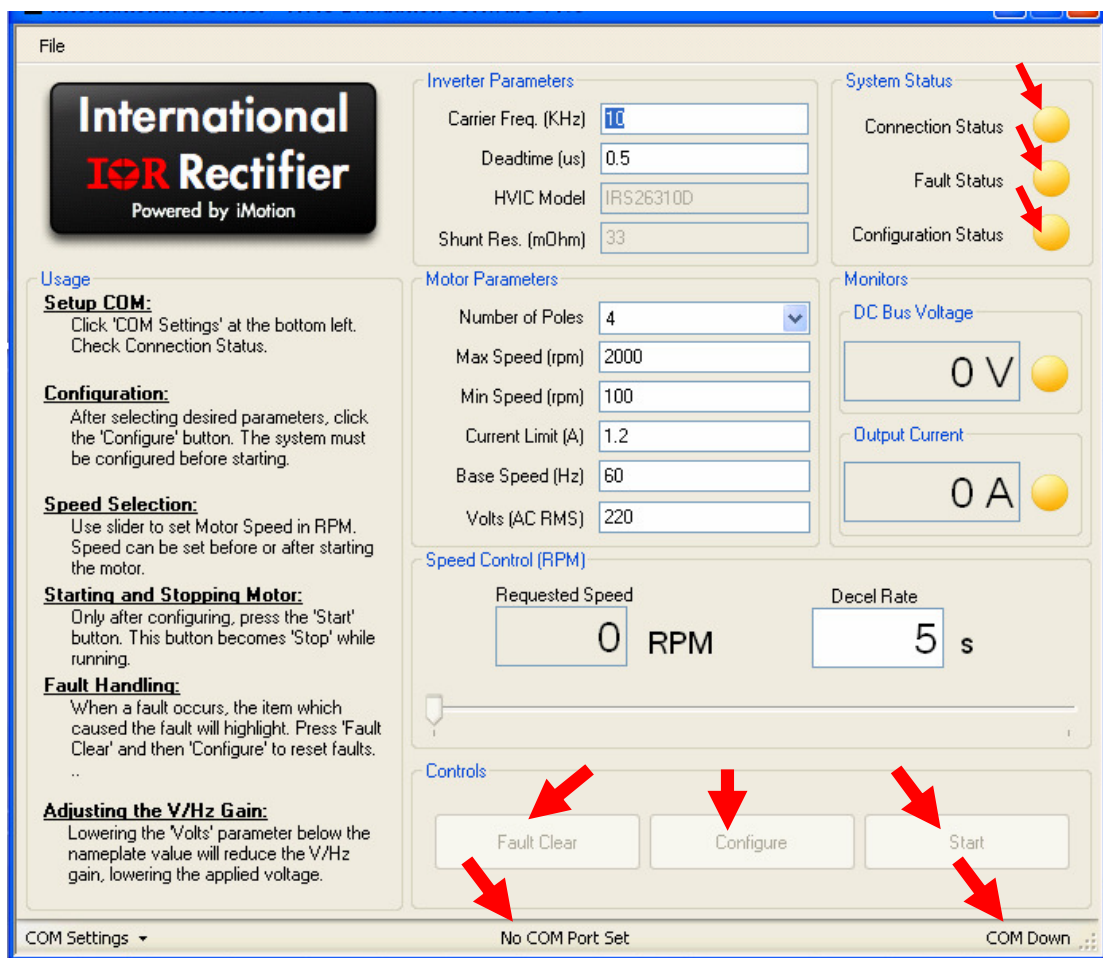 File
International
IOR Rectifier
Powered by iMotion
Usage
Setup COM:
Click 'COM Settings' at the bottom left.
Check Connection Status.
Configuration:
After selecting desired parameters, click
the 'Configure' button. The system must
be configured before starting.
Speed Selection:
Use slider to set Motor Speed in RPM.
Speed can be set before or after starting
the motor.
Starting and Stopping Motor:
Only after configuring, press the 'Start'
button. This button becomes 'Stop' while
running.
Fault Handling:
When a fault occurs, the item which
caused the fault will highlight. Press 'Fault
Clear' and then 'Configure' to reset faults.
..
Adjusting the V/Hz Gain:
Lowering the 'Volts' parameter below the
nameplate value will reduce the V/Hz
gain, lowering the applied voltage.
Inverter Parameters
Carrier Freq. (KHz) 10
Deadtime (us) 0.5
HVIC Model IRS26310D
Shunt Res. (mOhm) 33
System Status
Connection Status
Fault Status
Configuration Status
Motor Parameters
Number of Poles 4
Max Speed (rpm) 2000
Min Speed (rpm) 100
Current Limit (A) 1.2
Base Speed (Hz) 60
Volts (AC RMS) 220
Monitors
DC Bus Voltage
0 V
Output Current
0 A
Speed Control (RPM)
Requested Speed
0 RPM
Decel Rate
5 s
Controls
Fault Clear
Configure
Start
COM Settings
No COM Port Set
COM Down